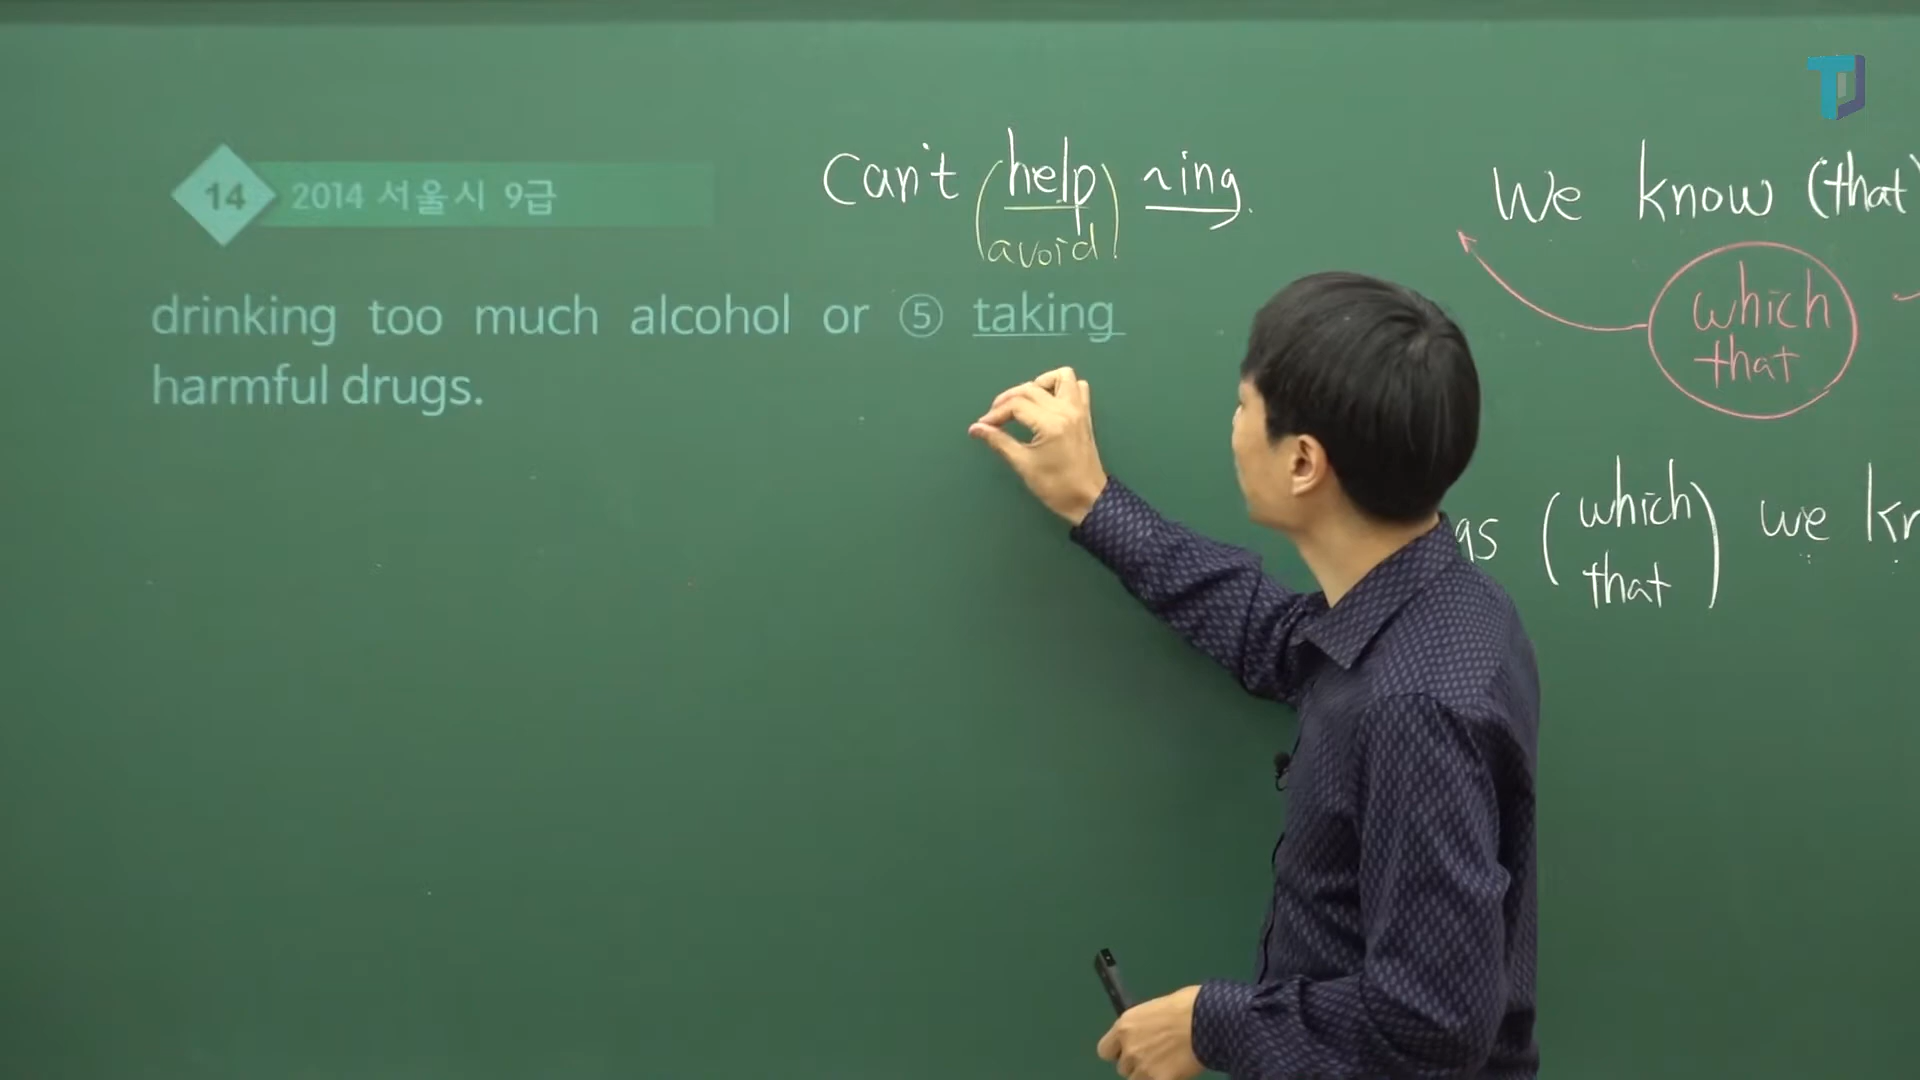 14 2014 서울시 9급
drinking too much alcohol or ⑤ taking
harmful drugs.
Can't (help) ~ing.
avoid
We know (that)
which
that
(which) we
that